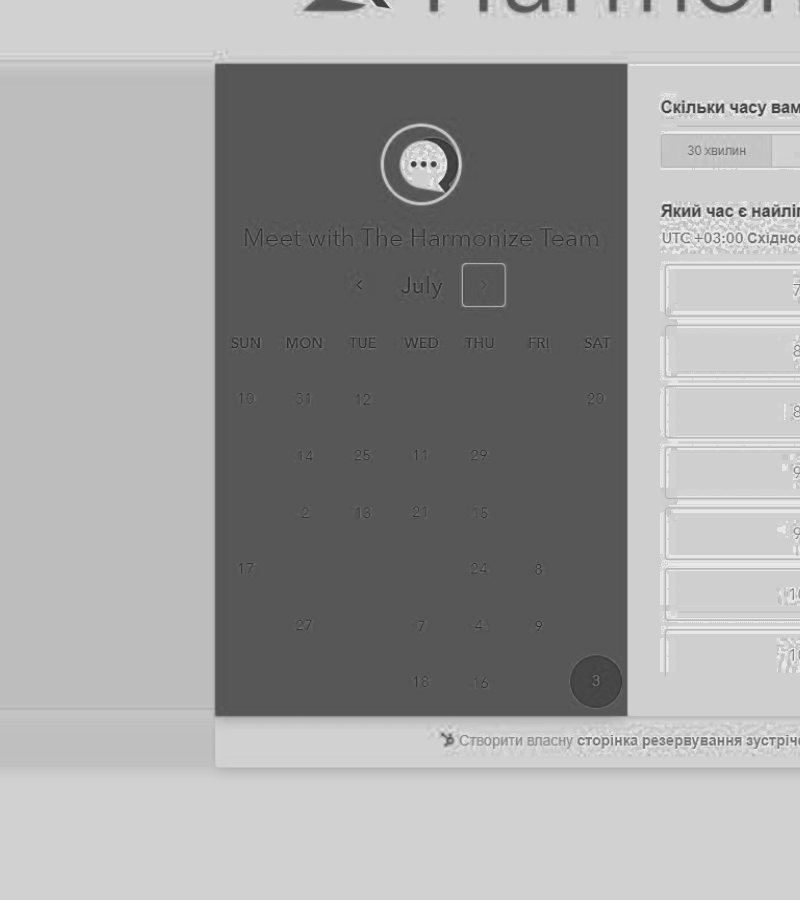 Harmon
Meet with The Harmonize Team
July
SUN MON TUE WED THU FRI SAT
10 31 12 20
14 25 11 29
2 13 21 15
17 24 8
27 7 4 9
18 16 3
Скільки часу вам
30 хвилин
Який час є найліп
UTC +03:00 Східноє
7
8
8
9
9
10
10
Створити власну сторінка резервування зустріче